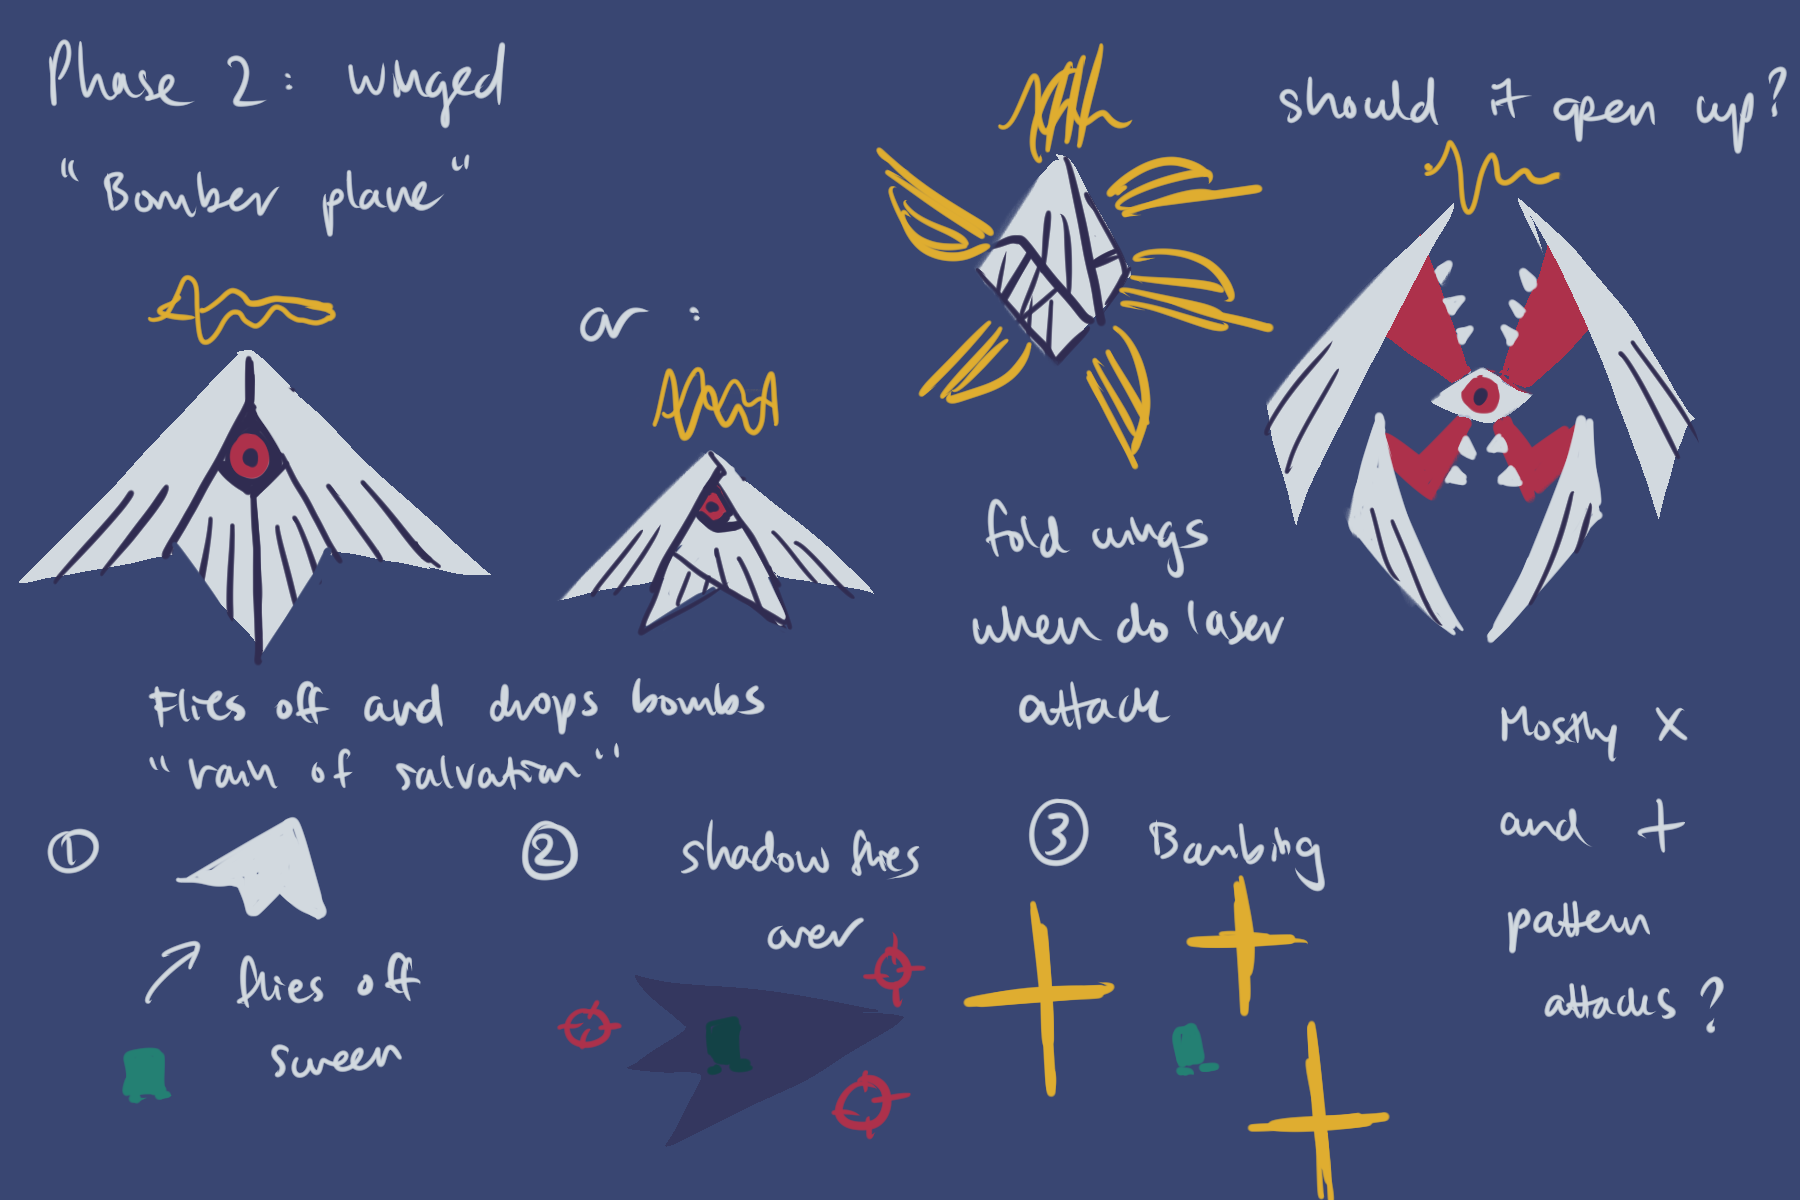 Phase 2: winged
"Bomber plane"
or :
should it open up?
fold wings
when do laser
attack
Flies off and drops bombs
"rain of salvation"
Mostly X
and +
pattern
attacks?
1
flies off
screen
2
shadow flies
over
3
Bombing